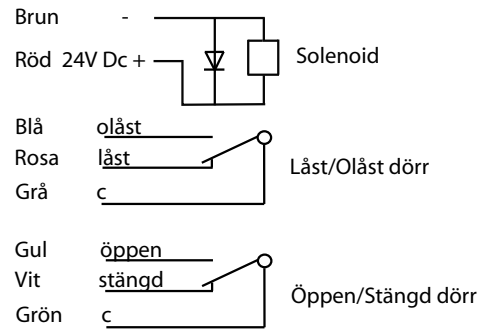 Brun -
Röd 24V Dc +
Solenoid
Blå olåst
Rosa låst
Låst/Olåst dörr
Grå c
Gul öppen
Vit stängd
Öppen/Stängd dörr
Grön c